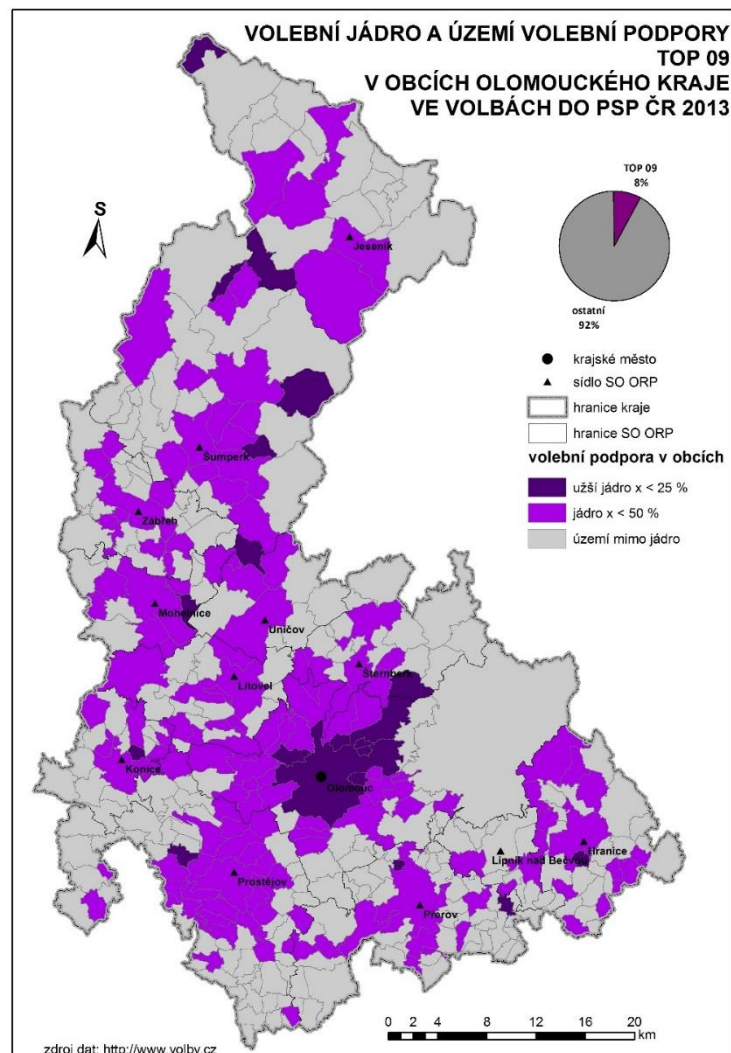 VOLEBNÍ JÁDRO A ÚZEMÍ VOLEBNÍ PODPORY
TOP 09
V OBCÍCH OLOMOUCKÉHO KRAJE
VE VOLBÁCH DO PSP ČR 2013
TOP 09
8%
S
Jeseník
ostatní
92%
krajské město
sídlo SO ORP
hranice kraje
hranice SO ORP
volební podpora v obcích
užší jádro x < 25 %
jádro x < 50 %
území mimo jádro
Šumperk
Zábřeh
Mohelnice
Uničov
Šternberk
Litovel
Konice
Olomouc
Hranice
Lipník nad Bečvou
Prostějov
Přerov
0 1 2 4 6 8 10 20
km
zdroj dat: http://www.volby.cz